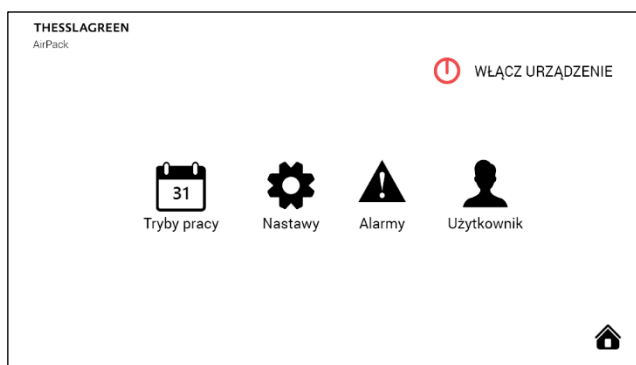 THESSLAGREEN
AirPack
WŁĄCZ URZĄDZENIE
31
Tryby pracy
Nastawy
Alarmy
Użytkownik